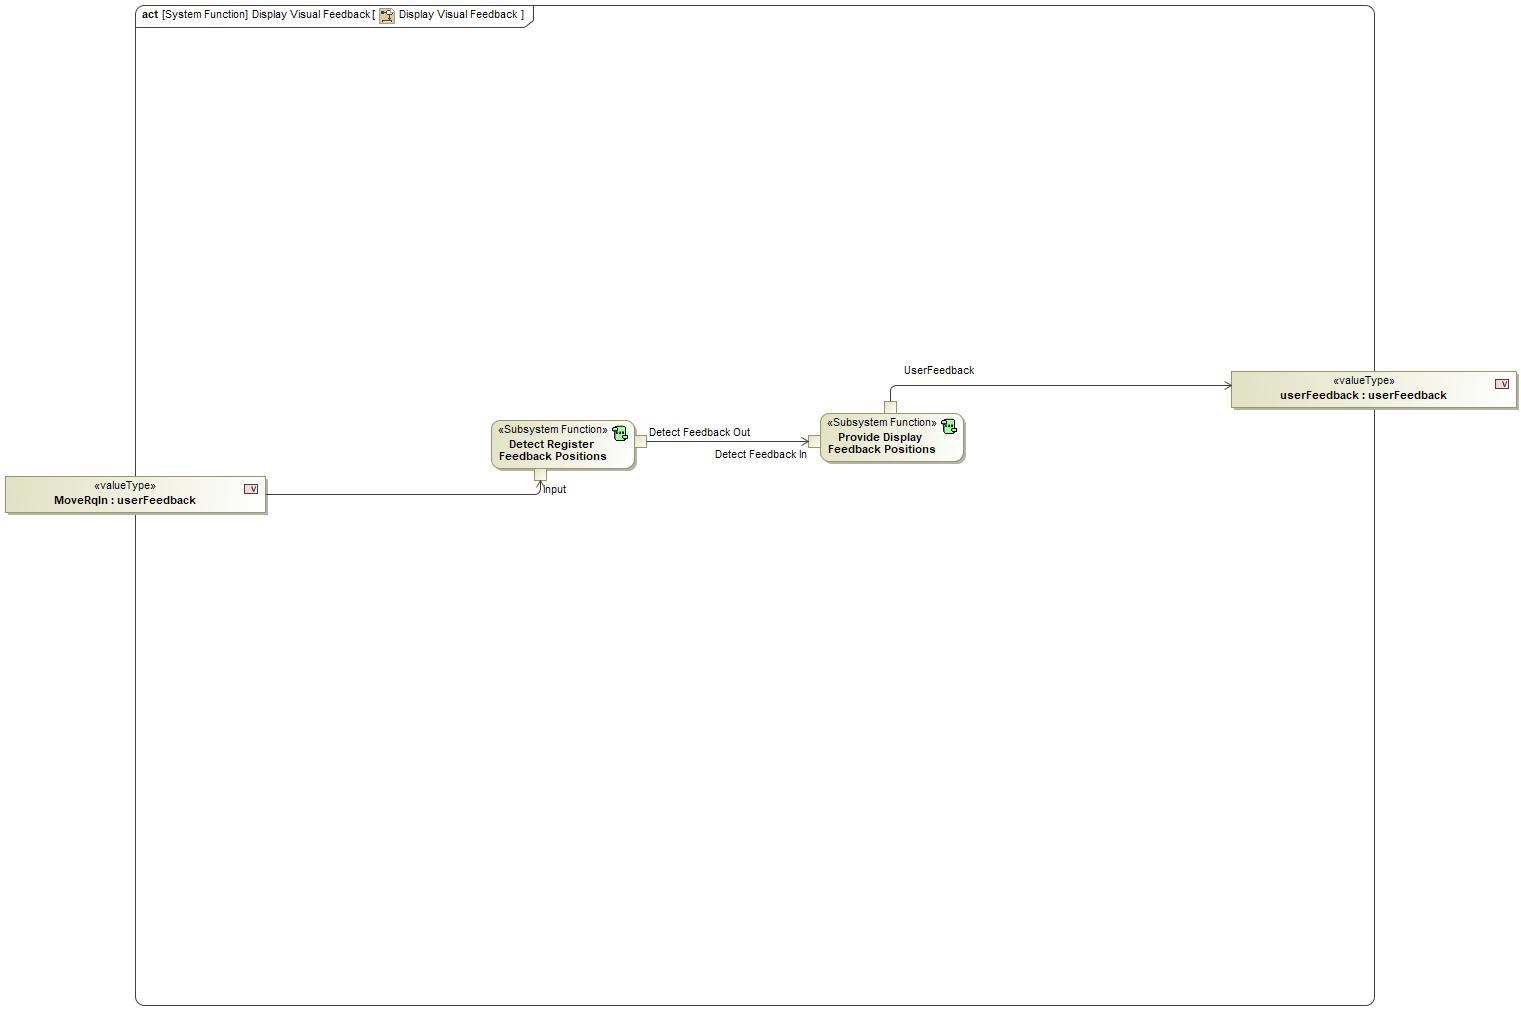 act [System Function] Display Visual Feedback [ Display Visual Feedback ]
UserFeedback
«valueType»
userFeedback : userFeedback
«Subsystem Function»
Detect Register
Feedback Positions
Detect Feedback Out
Detect Feedback In
«Subsystem Function»
Provide Display
Feedback Positions
«valueType»
MoveRqIn : userFeedback
Input
V
V